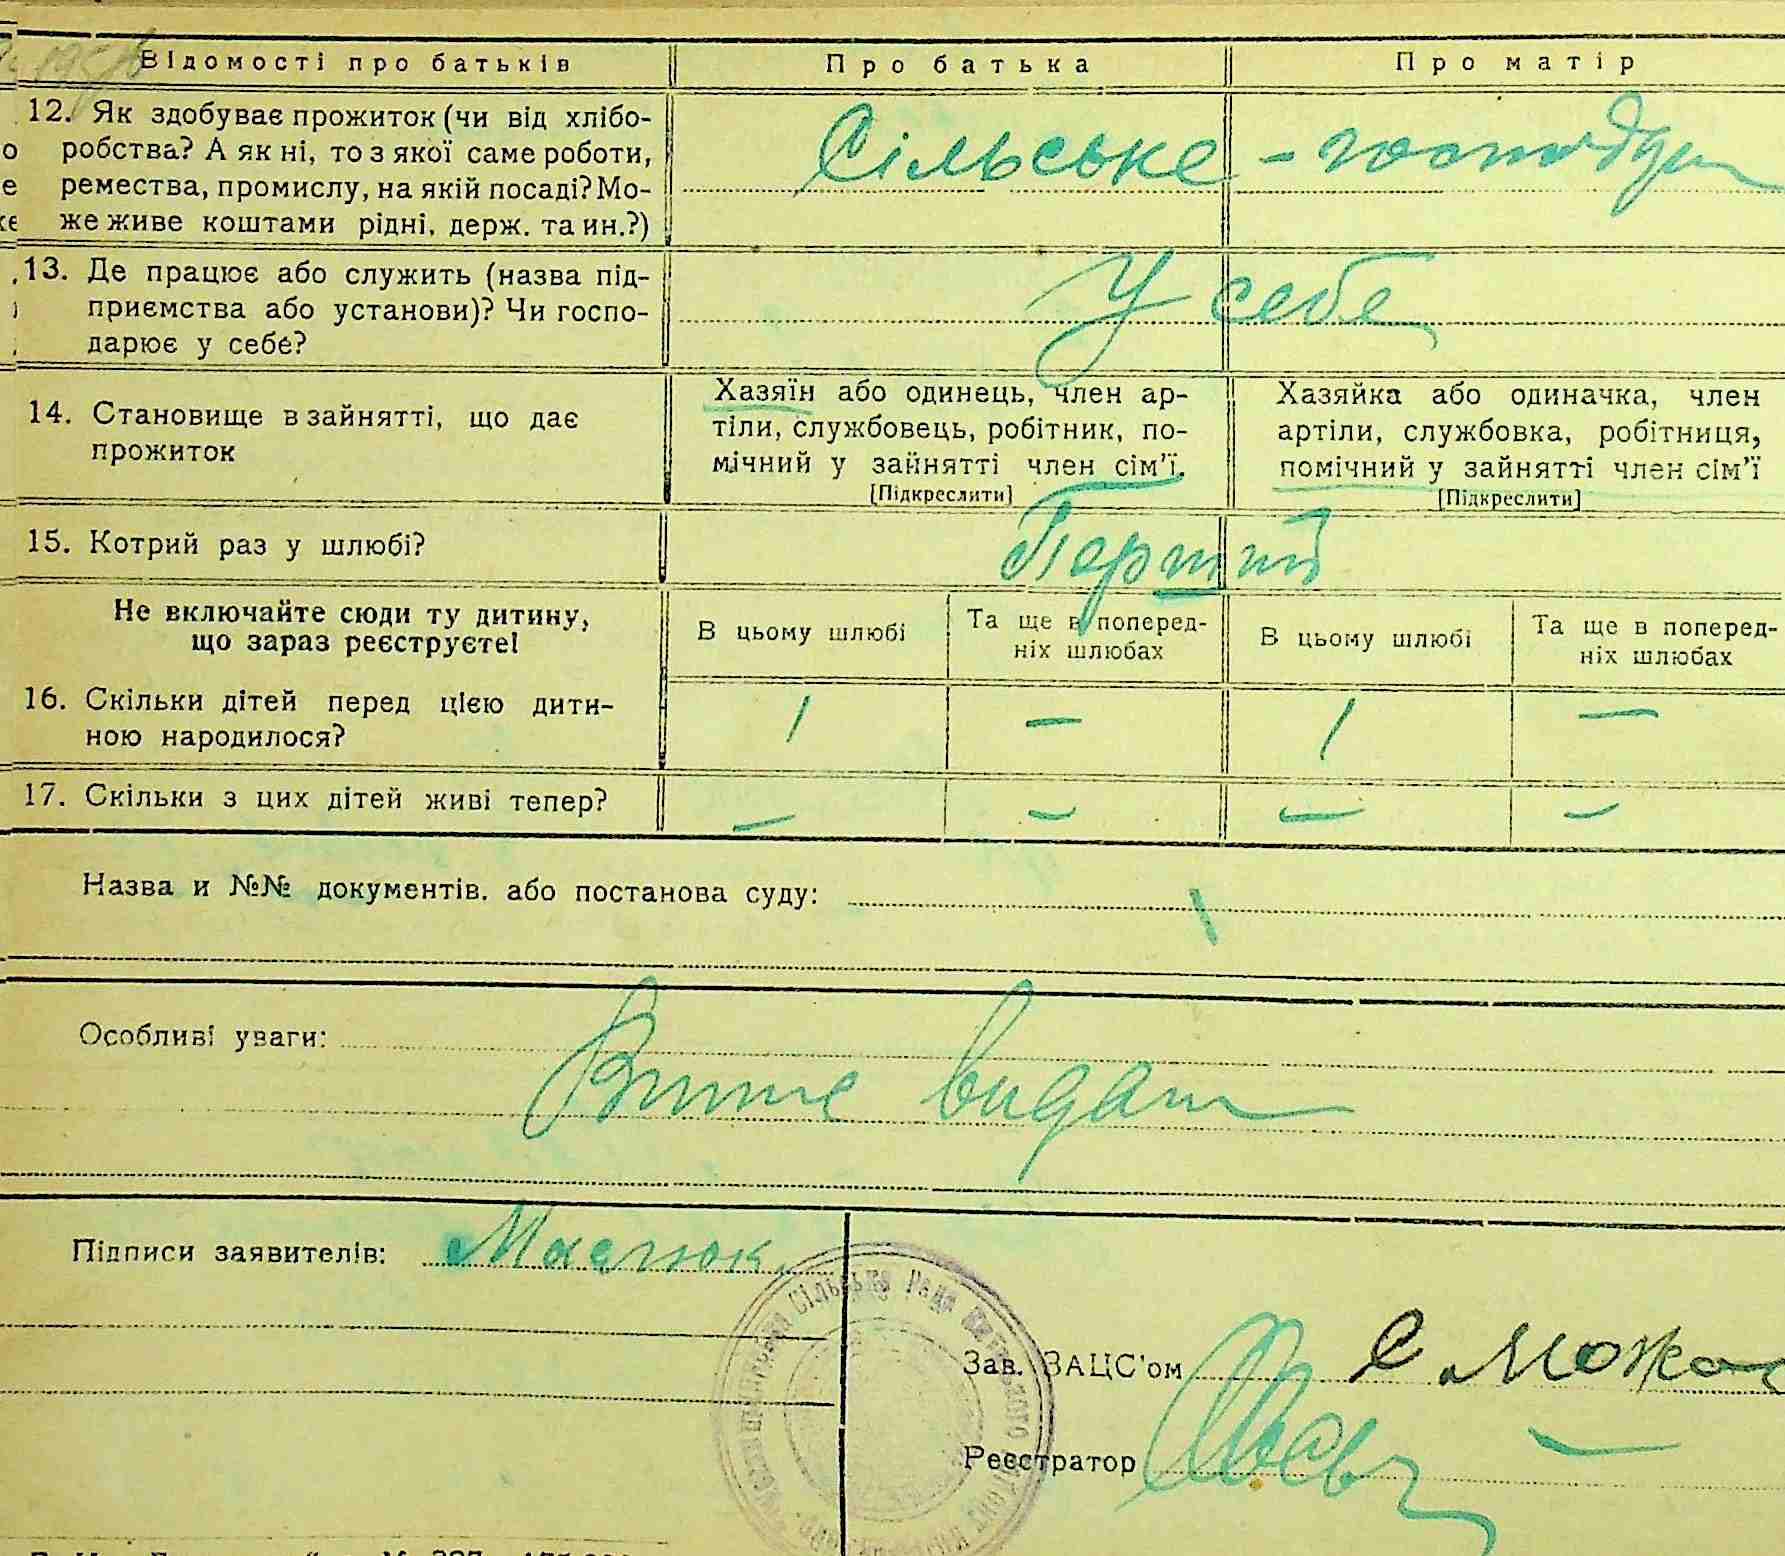 Відомості про батьків
Про батька
Про матір
12. Як здобуває прожиток (чи від хлібо-
робства? А як ні, то з якої саме роботи,
ремества, промислу, на якій посаді? Мо-
же живе коштами рідні, держ. та ин.?)
Сільське - господар
13. Де працює або служить (назва під-
приємства або установи)? Чи госпо-
дарює у себе?
У себе
14. Становище в зайнятті, що дає
прожиток
Хазяїн або одинець, член ар-
тіли, службовець, робітник, по-
мічний у зайнятті член сім'ї.
[Підкреслити]
Хазяйка або одиначка, член
артіли, службовка, робітниця,
помічний у зайнятті член сім'ї
[Підкреслити]
15. Котрий раз у шлюбі?
Перший
Не включайте сюди ту дитину,
що зараз реєструєте!
В цьому шлюбі
Та ще в поперед-
ніх шлюбах
В цьому шлюбі
Та ще в поперед-
ніх шлюбах
16. Скільки дітей перед цією дити-
ною народилося?
1 — 1 —
17. Скільки з цих дітей живі тепер?
— — — —
Назва и №№ документів. або постанова суду:
Особливі уваги:
Витяг видан
Підписи заявителів:
Зав. ЗАЦС'ом
Реєстратор